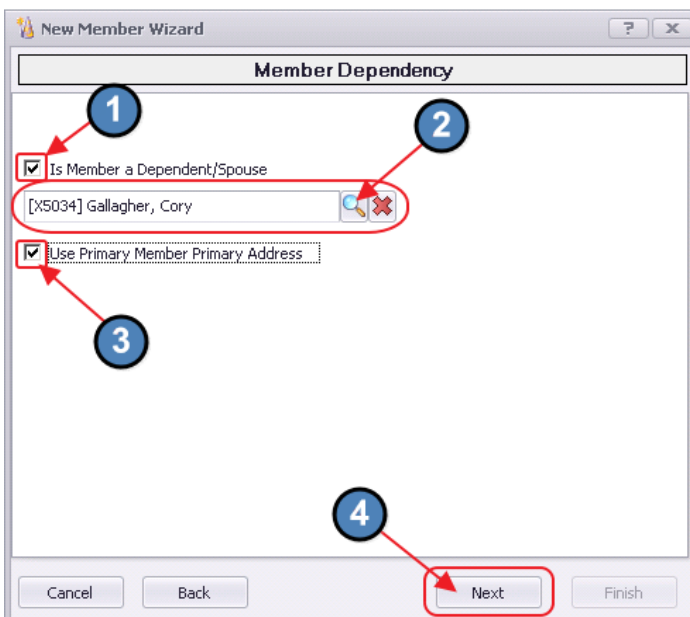 New Member Wizard ? x
Member Dependency
1
2
Is Member a Dependent/Spouse
[X5034] Gallagher, Cory
Use Primary Member Primary Address
3
4
Cancel Back Next Finish